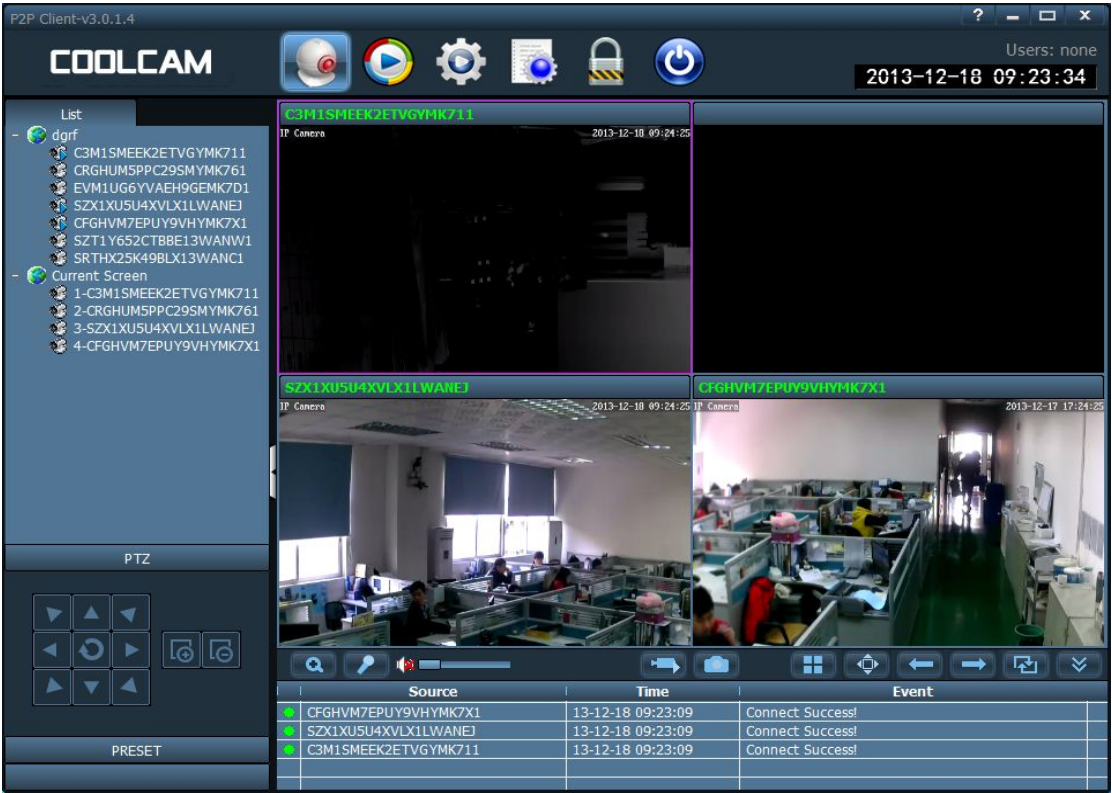 P2P Client-v3.0.1.4
?
COOLCAM
Users: none
2013-12-18 09:23:34
List
dgrf
C3M1SMEEK2ETVGYMK711
CRGHUM5PPC29SMYMK761
EVM1UG6YVAEH9GEMK7D1
SZX1XU5U4XVLX1LWANEJ
CFGHVM7EPUY9VHYMK7X1
SZT1Y652CTBBE13WANW1
SRTHX25K49BLX13WANC1
Current Screen
1-C3M1SMEEK2ETVGYMK711
2-CRGHUM5PPC29SMYMK761
3-SZX1XU5U4XVLX1LWANEJ
4-CFGHVM7EPUY9VHYMK7X1
C3M1SMEEK2ETVGYMK711
IP Camera 2013-12-18 09:24:25
SZX1XU5U4XVLX1LWANEJ
IP Camera 2013-12-18 09:24:25
CFGHVM7EPUY9VHYMK7X1
IP Camera 2013-12-17 17:24:25
PTZ
PRESET
Source Time Event
CFGHVM7EPUY9VHYMK7X1 13-12-18 09:23:09 Connect Success!
SZX1XU5U4XVLX1LWANEJ 13-12-18 09:23:09 Connect Success!
C3M1SMEEK2ETVGYMK711 13-12-18 09:23:09 Connect Success!